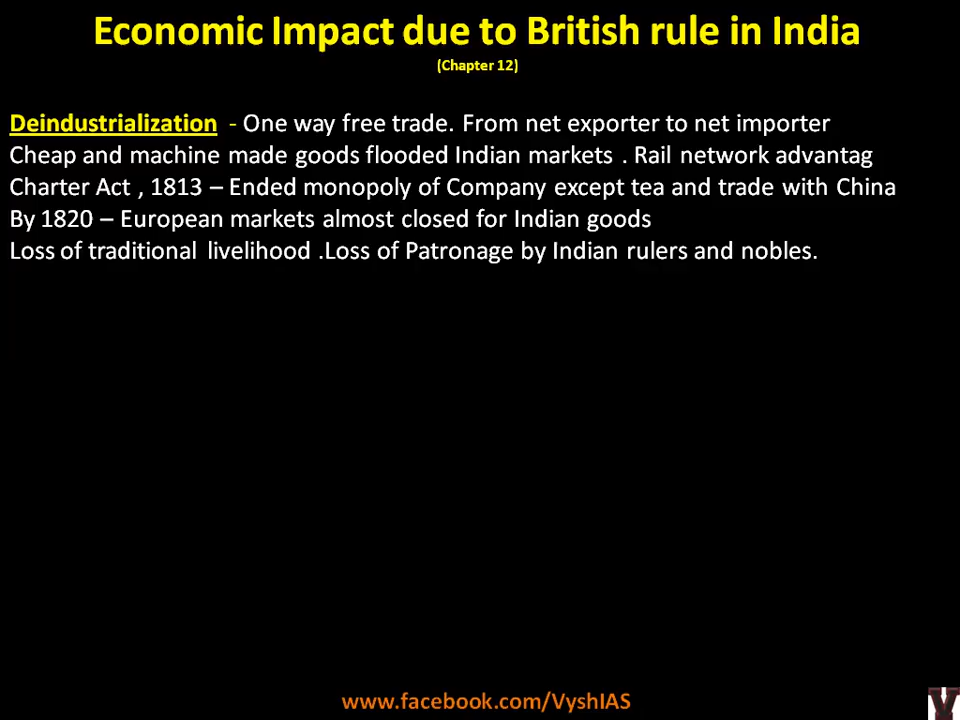 Economic Impact due to British rule in India
(Chapter 12)
Deindustrialization - One way free trade. From net exporter to net importer
Cheap and machine made goods flooded Indian markets . Rail network advantag
Charter Act , 1813 – Ended monopoly of Company except tea and trade with China
By 1820 – European markets almost closed for Indian goods
Loss of traditional livelihood .Loss of Patronage by Indian rulers and nobles.
www.facebook.com/VyshIAS
V